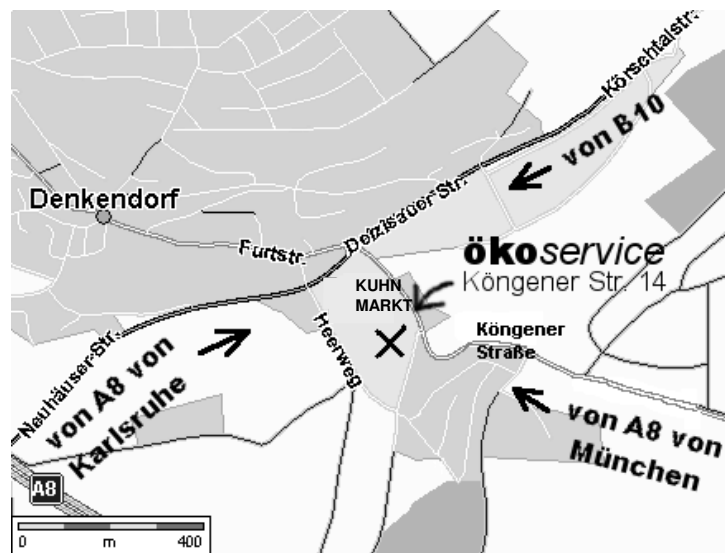 Körschtalstr.
von B10
Denkendorf
Deizisauer Str.
Furtstr.
ökoservice
Köngener Str. 14
KUHN
MARKT
Köngener
Straße
Heerweg
Neuhäuser-Str.
von A8 von
Karlsruhe
von A8 von
München
A8
0 m 400